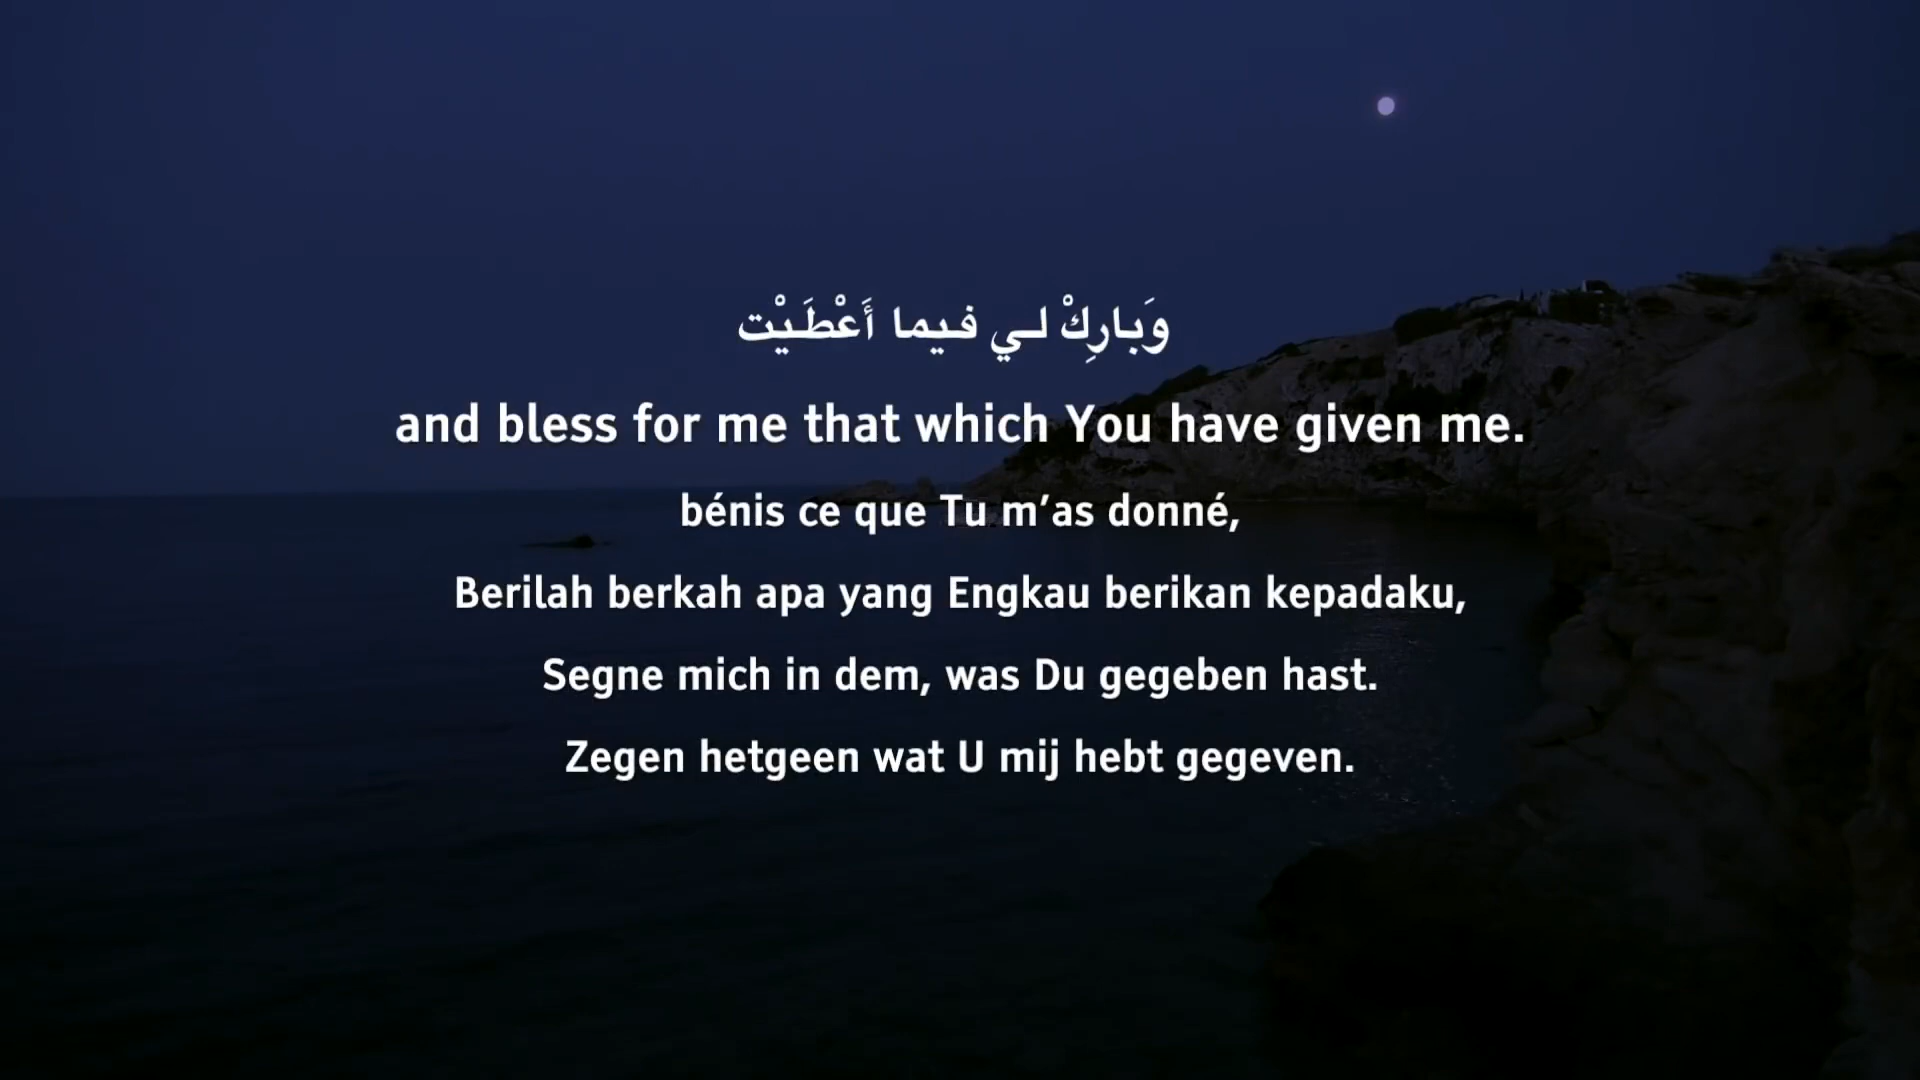 وَبارِكْ لي فيما أَعْطَيْت
and bless for me that which You have given me.
bénis ce que Tu m’as donné,
Berilah berkah apa yang Engkau berikan kepadaku,
Segne mich in dem, was Du gegeben hast.
Zegen hetgeen wat U mij hebt gegeven.